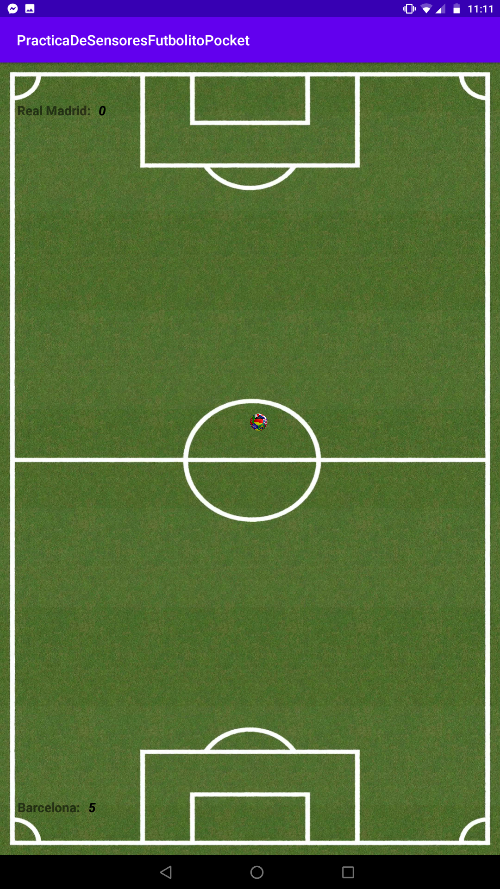 11:11
PracticaDeSensoresFutbolitoPocket
Real Madrid: 0
Barcelona: 5